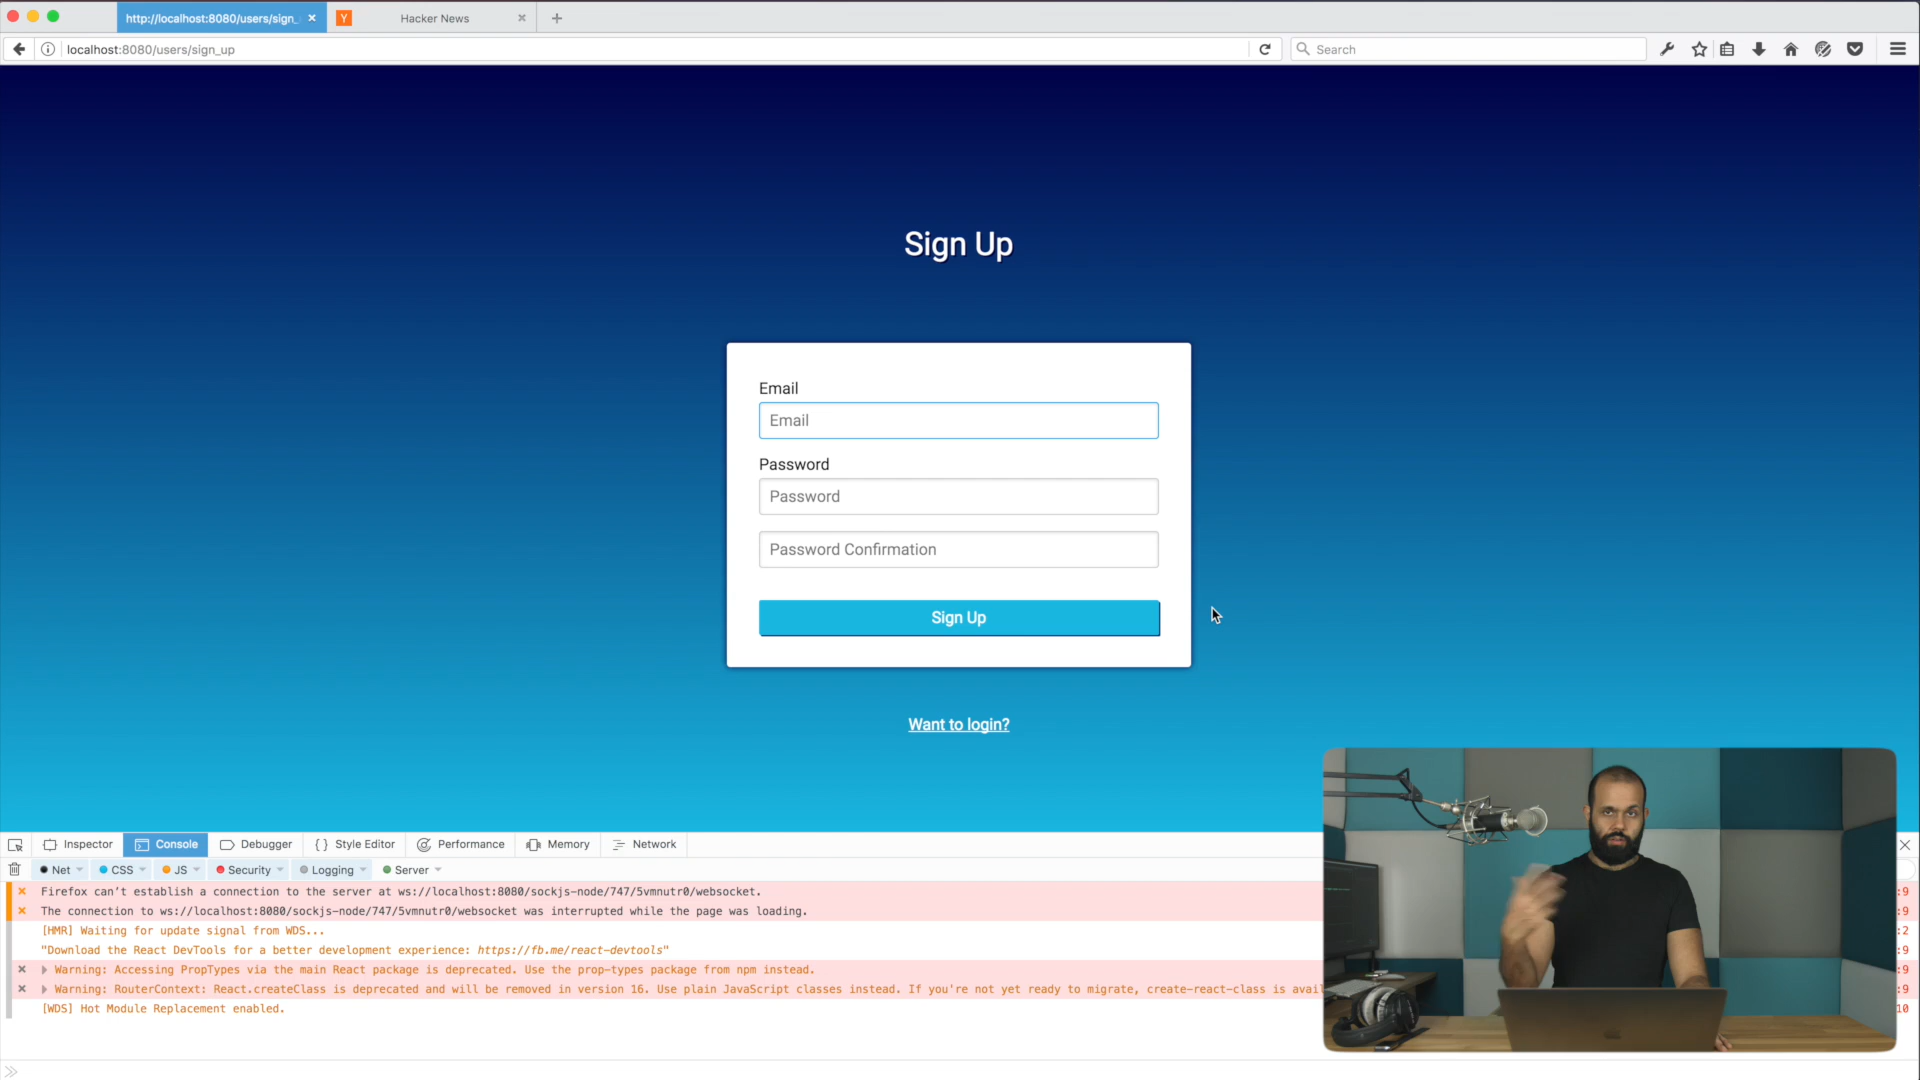 http://localhost:8080/users/sign_
Y
Hacker News
localhost:8080/users/sign_up
Search
Sign Up
Email
Email
Password
Password
Password Confirmation
Sign Up
Want to login?
Inspector
Console
Debugger
{ } Style Editor
Performance
Memory
Network
Net
CSS
JS
Security
Logging
Server
Firefox can’t establish a connection to the server at ws://localhost:8080/sockjs-node/747/5vmnutr0/websocket.
:9
The connection to ws://localhost:8080/sockjs-node/747/5vmnutr0/websocket was interrupted while the page was loading.
:9
[HMR] Waiting for update signal from WDS...
:2
"Download the React DevTools for a better development experience: https://fb.me/react-devtools"
:9
Warning: Accessing PropTypes via the main React package is deprecated. Use the prop-types package from npm instead.
:9
Warning: RouterContext: React.createClass is deprecated and will be removed in version 16. Use plain JavaScript classes instead. If you're not yet ready to migrate, create-react-class is avail
:9
[WDS] Hot Module Replacement enabled.
10